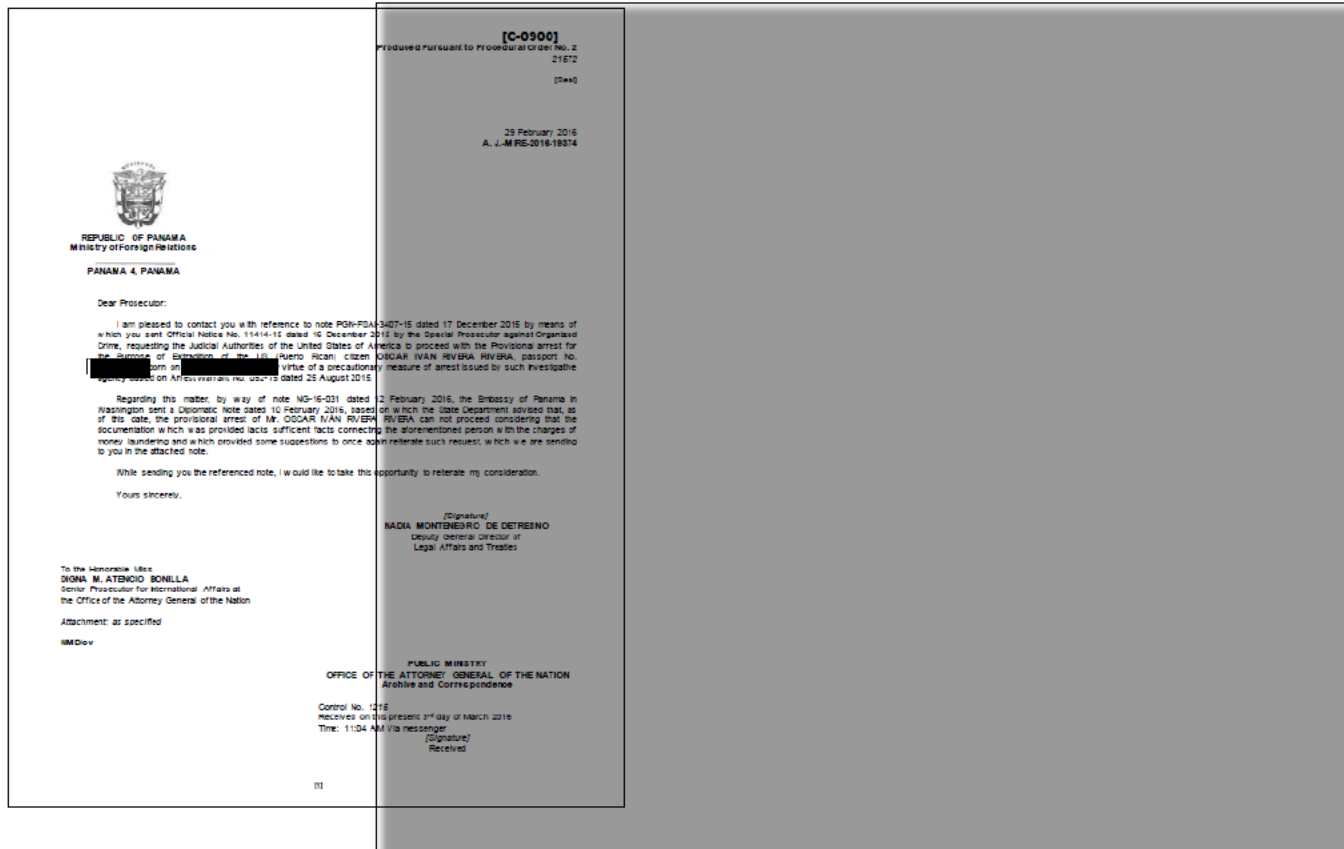 [C-0900]
Produced Pursuant to Procedural Order No. 2
21572
[Seal]
29 February 2016
A. J.-MIRE-2016-19374
REPUBLIC OF PANAMA
Ministry of Foreign Relations
PANAMA 4, PANAMA
Dear Prosecutor:
I am pleased to contact you with reference to note PGN-FSAI-3407-15 dated 17 December 2015 by means of
which you sent Official Notice No. 11414-15 dated 16 December 2015 by the Special Prosecutor against Organized
Crime, requesting the Judicial Authorities of the United States of America to proceed with the Provisional arrest for
the Purpose of Extradition of the US (Puerto Rican) citizen OSCAR IVÁN RIVERA RIVERA, passport No.
born on virtue of a precautionary measure of arrest issued by such investigative
agency based on Arrest Warrant No. 052-15 dated 25 August 2015.
Regarding this matter, by way of note NG-16-031 dated 12 February 2016, the Embassy of Panama in
Washington sent a Diplomatic Note dated 10 February 2016, based on which the State Department advised that, as
of this date, the provisional arrest of Mr. OSCAR IVÁN RIVERA RIVERA can not proceed considering that the
documentation which was provided lacks sufficient facts connecting the aforementioned person with the charges of
money laundering and which provided some suggestions to once again reiterate such request, which we are sending
to you in the attached note.
While sending you the referenced note, I would like to take this opportunity to reiterate my consideration.
Yours sincerely,
[Signature]
NADIA MONTENEGRO DE DETRESNO
Deputy General Director of
Legal Affairs and Treaties
To the Honorable Miss
DIGNA M. ATENCIO BONILLA
Senior Prosecutor for International Affairs at
the Office of the Attorney General of the Nation
Attachment: as specified
NMD/ev
PUBLIC MINISTRY
OFFICE OF THE ATTORNEY GENERAL OF THE NATION
Archive and Correspondence
Control No. 1215
Received on this present 3rd day of March 2016
Time: 11:04 AM Via messenger
[Signature]
Received
[1]